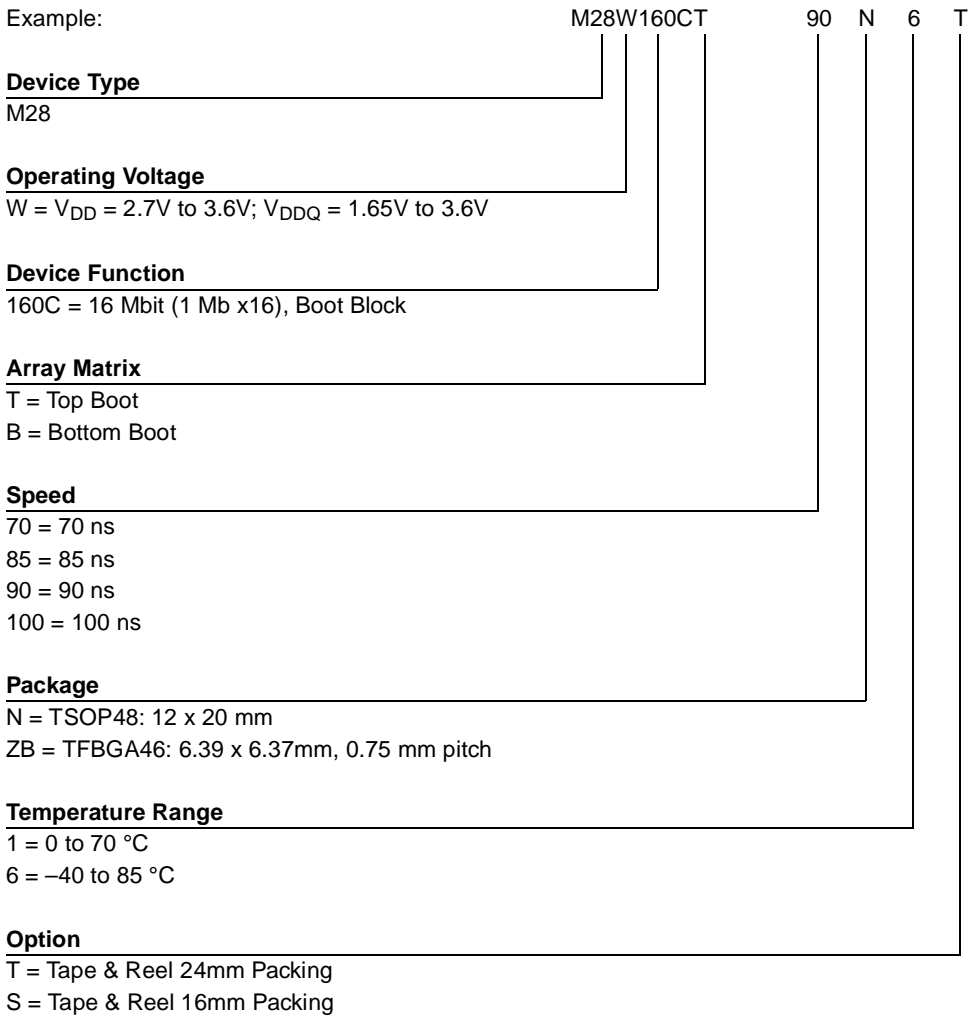 Example: M28W160CT 90 N 6 T
Device Type
M28
Operating Voltage
W = VDD = 2.7V to 3.6V; VDDQ = 1.65V to 3.6V
Device Function
160C = 16 Mbit (1 Mb x16), Boot Block
Array Matrix
T = Top Boot
B = Bottom Boot
Speed
70 = 70 ns
85 = 85 ns
90 = 90 ns
100 = 100 ns
Package
N = TSOP48: 12 x 20 mm
ZB = TFBGA46: 6.39 x 6.37mm, 0.75 mm pitch
Temperature Range
1 = 0 to 70 °C
6 = –40 to 85 °C
Option
T = Tape & Reel 24mm Packing
S = Tape & Reel 16mm Packing